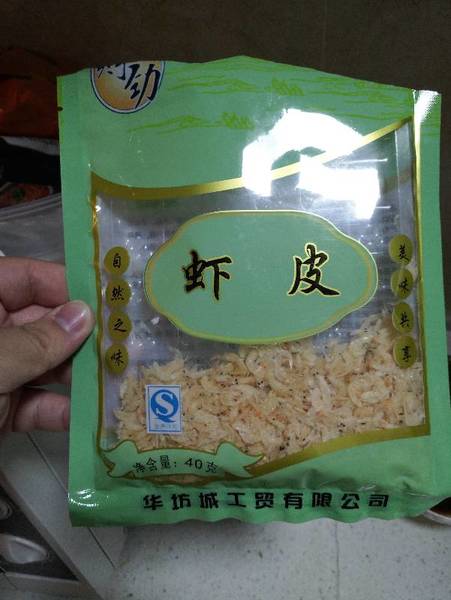 劲
虾皮
自然之味
美味共享
净含量：40克
华坊城工贸有限公司